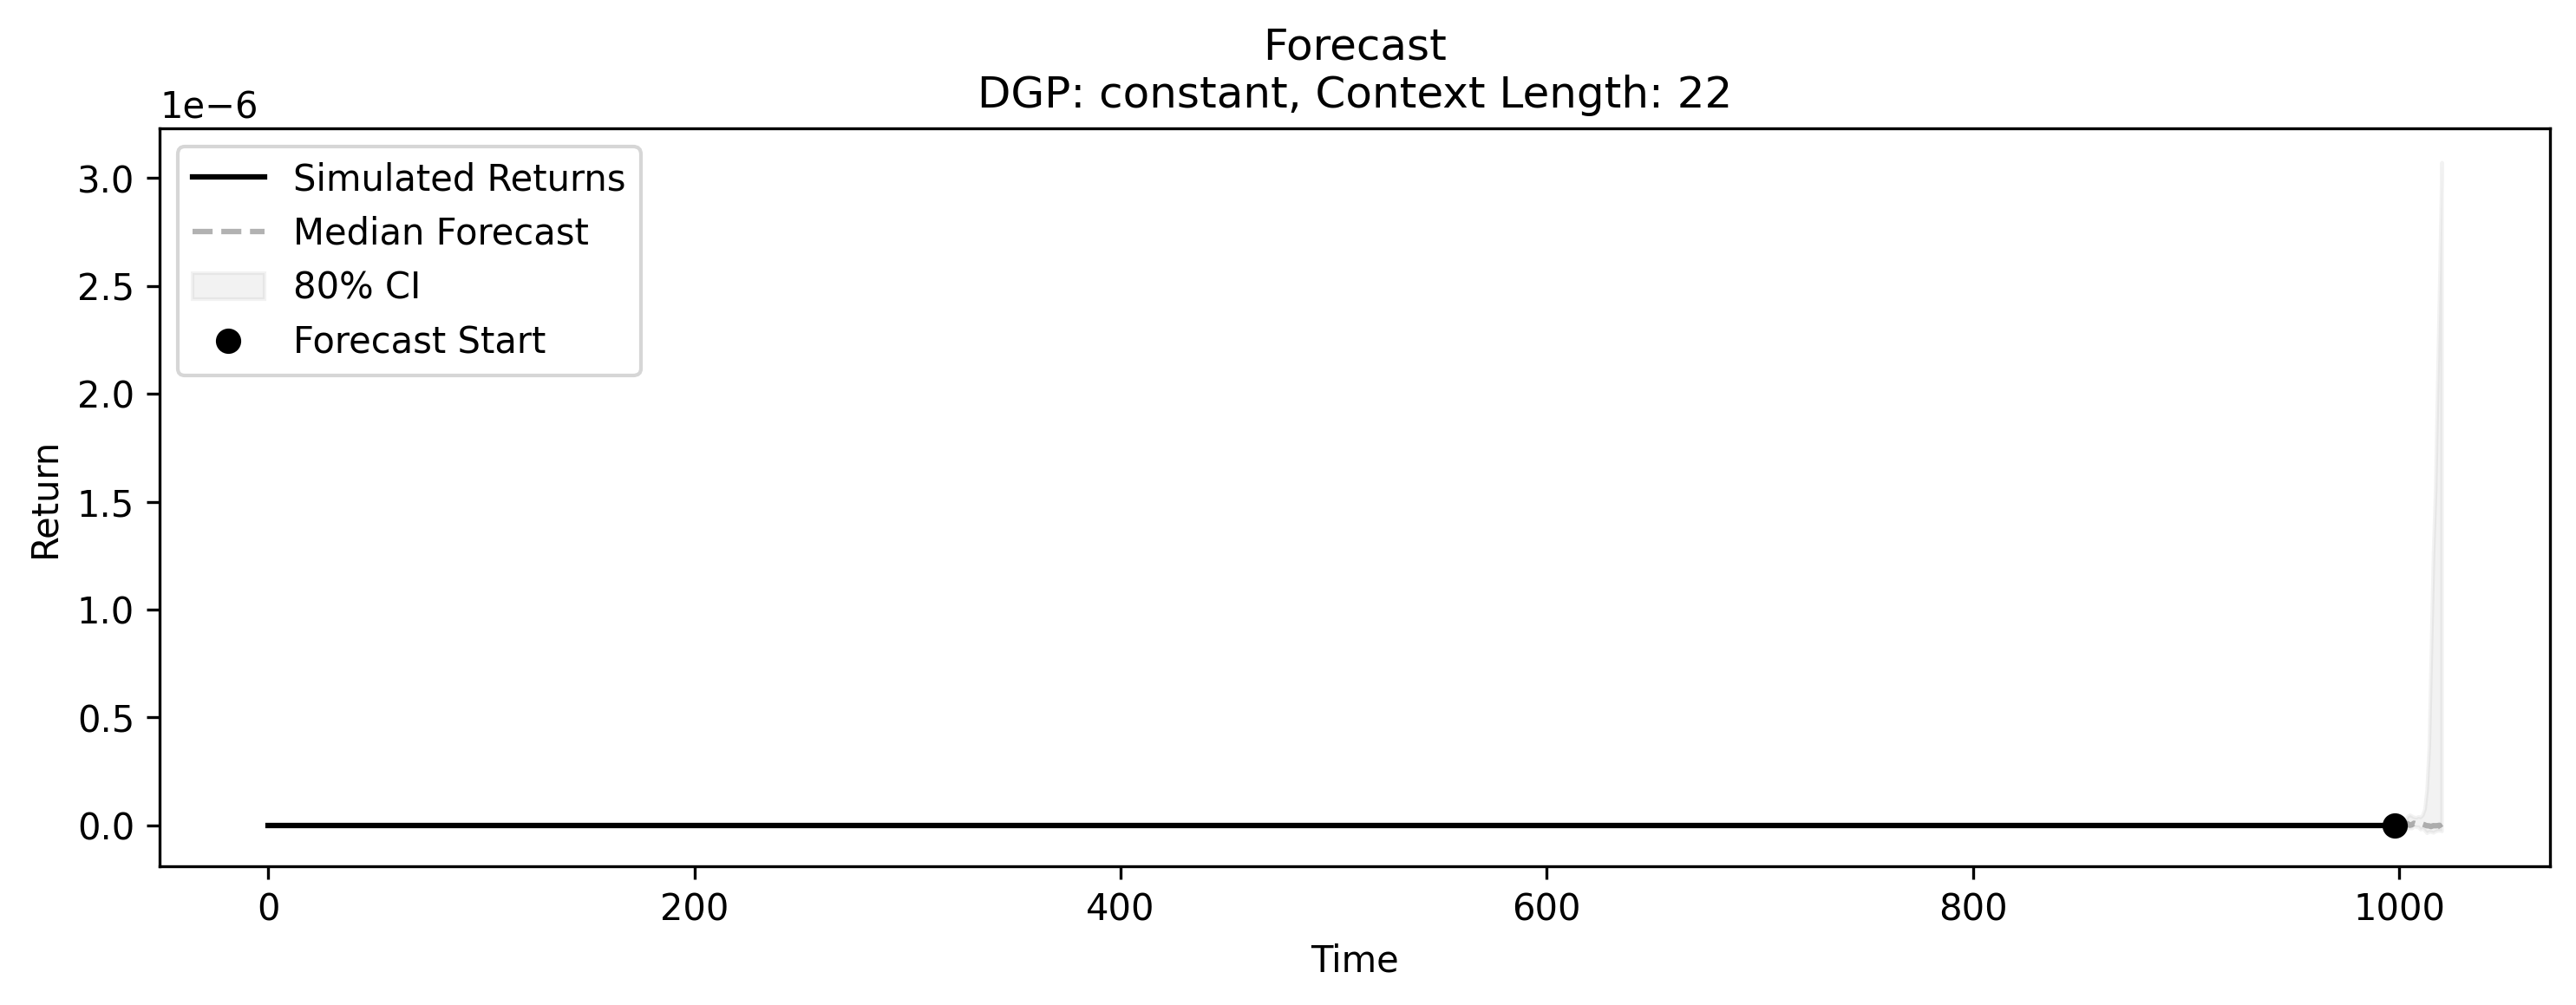 Forecast
DGP: constant, Context Length: 22
1e−6
3.0
2.5
2.0
1.5
1.0
0.5
0.0
Return
Simulated Returns
Median Forecast
80% CI
Forecast Start
0 200 400 600 800 1000
Time